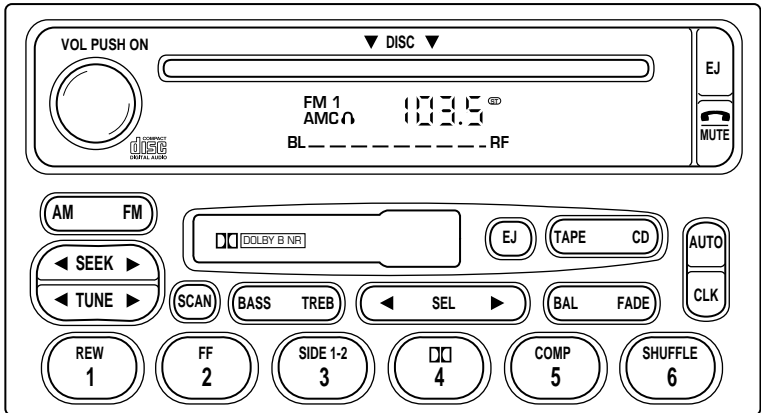 VOL PUSH ON
DISC
EJ
FM 1
AMC
103.5 ST
MUTE
BL RF
COMPACT
disc
DIGITAL AUDIO
AM FM
DOLBY B NR
EJ
TAPE CD
AUTO
SEEK
TUNE
SCAN
BASS TREB
SEL
BAL FADE
CLK
REW
1
FF
2
SIDE 1-2
3
4
COMP
5
SHUFFLE
6